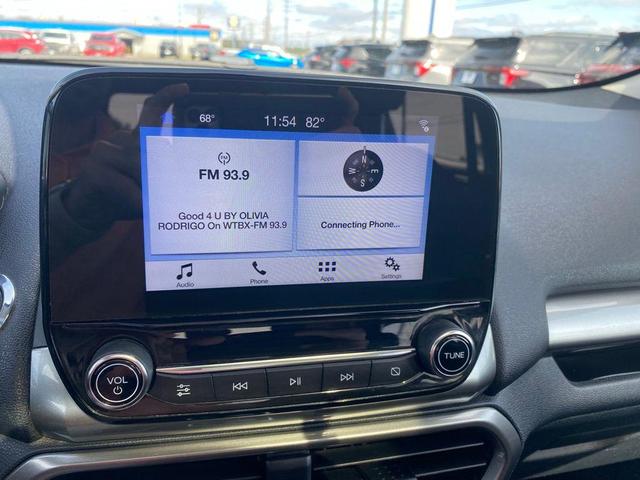 68° 11:54 82°
FM
FM 93.9
Good 4 U BY OLIVIA
RODRIGO On WTBX-FM 93.9
N
W E
S
Connecting Phone...
Audio Phone Apps Settings
VOL
TUNE